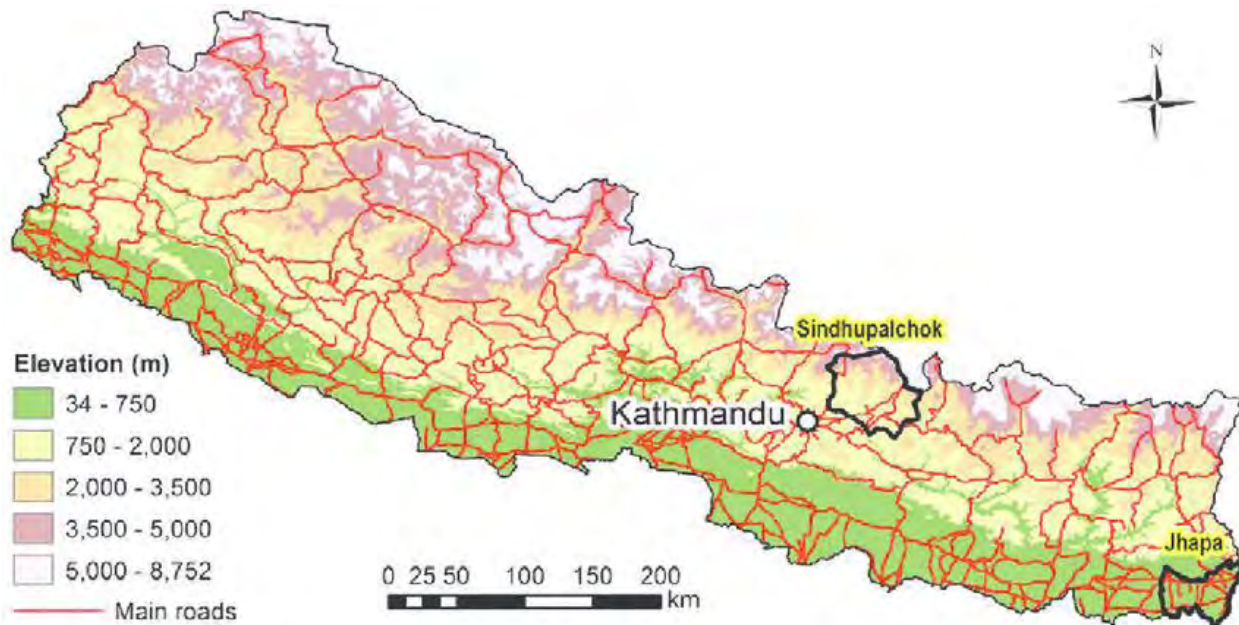 N
Sindhupalchok
Kathmandu
Jhapa
Elevation (m)
34 - 750
750 - 2,000
2,000 - 3,500
3,500 - 5,000
5,000 - 8,752
Main roads
0 25 50 100 150 200
km